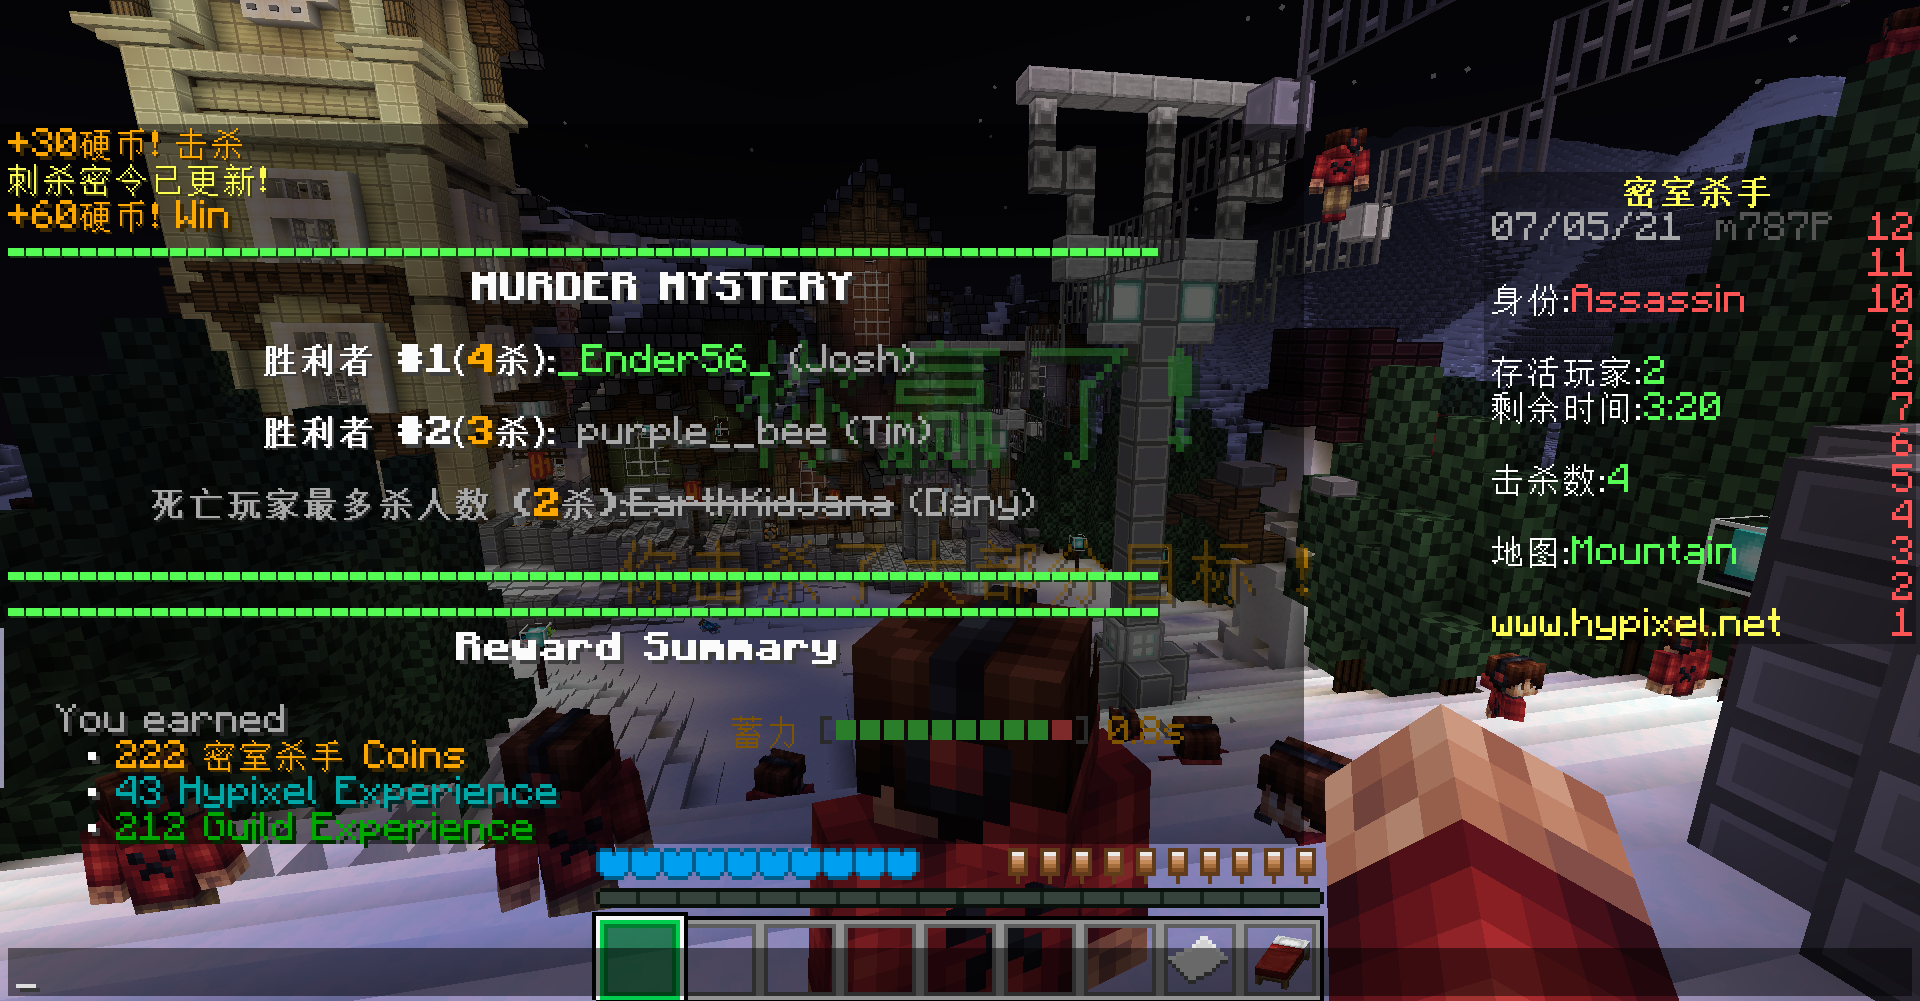 +30硬币! 击杀
刺杀密令已更新!
+60硬币! Win
MURDER MYSTERY
胜利者 #1(4杀):_Ender56_ (Josh)
胜利者 #2(3杀): purple__bee (Tim)
死亡玩家最多杀人数 (2杀):EarthKidJana (Dany)
你赢了!
你击杀了大部分目标!
Reward Summary
You earned
▪ 222 密室杀手 Coins
▪ 43 Hypixel Experience
▪ 212 Guild Experience
蓄力 [] 0.8s
密室杀手
07/05/21 m787F 12
11
身份:Assassin 10
9
存活玩家:2 8
剩余时间:3:20 7
6
击杀数:4 5
4
地图:Mountain 3
2
www.hypixel.net 1
_